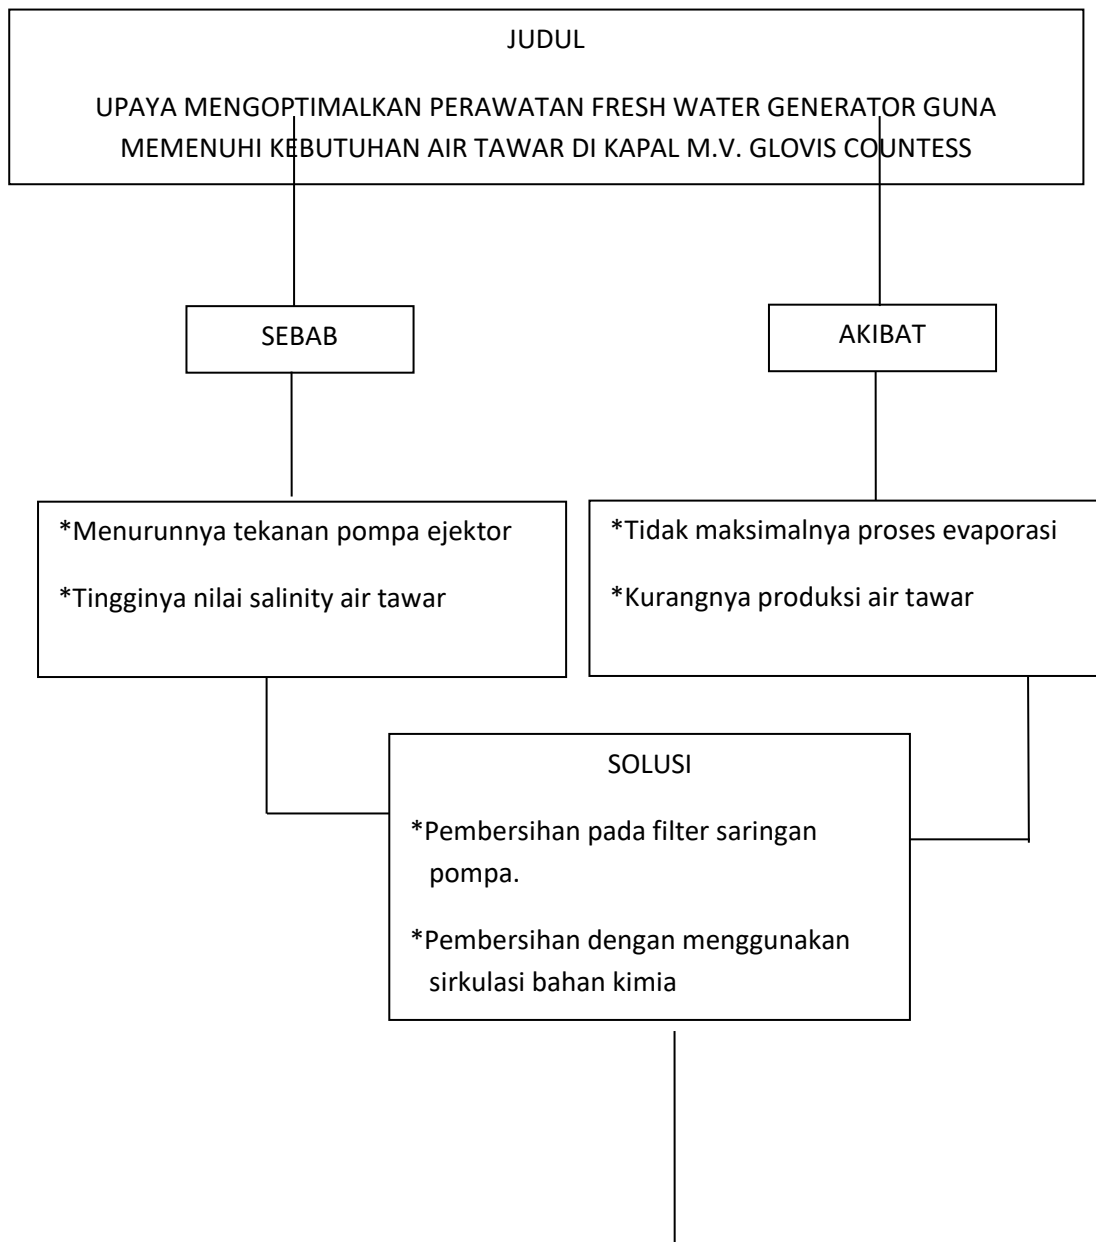 JUDUL
UPAYA MENGOPTIMALKAN PERAWATAN FRESH WATER GENERATOR GUNA
MEMENUHI KEBUTUHAN AIR TAWAR DI KAPAL M.V. GLOVIS COUNTESS
SEBAB
AKIBAT
*Menurunnya tekanan pompa ejektor
*Tingginya nilai salinity air tawar
*Tidak maksimalnya proses evaporasi
*Kurangnya produksi air tawar
SOLUSI
*Pembersihan pada filter saringan
pompa.
*Pembersihan dengan menggunakan
sirkulasi bahan kimia